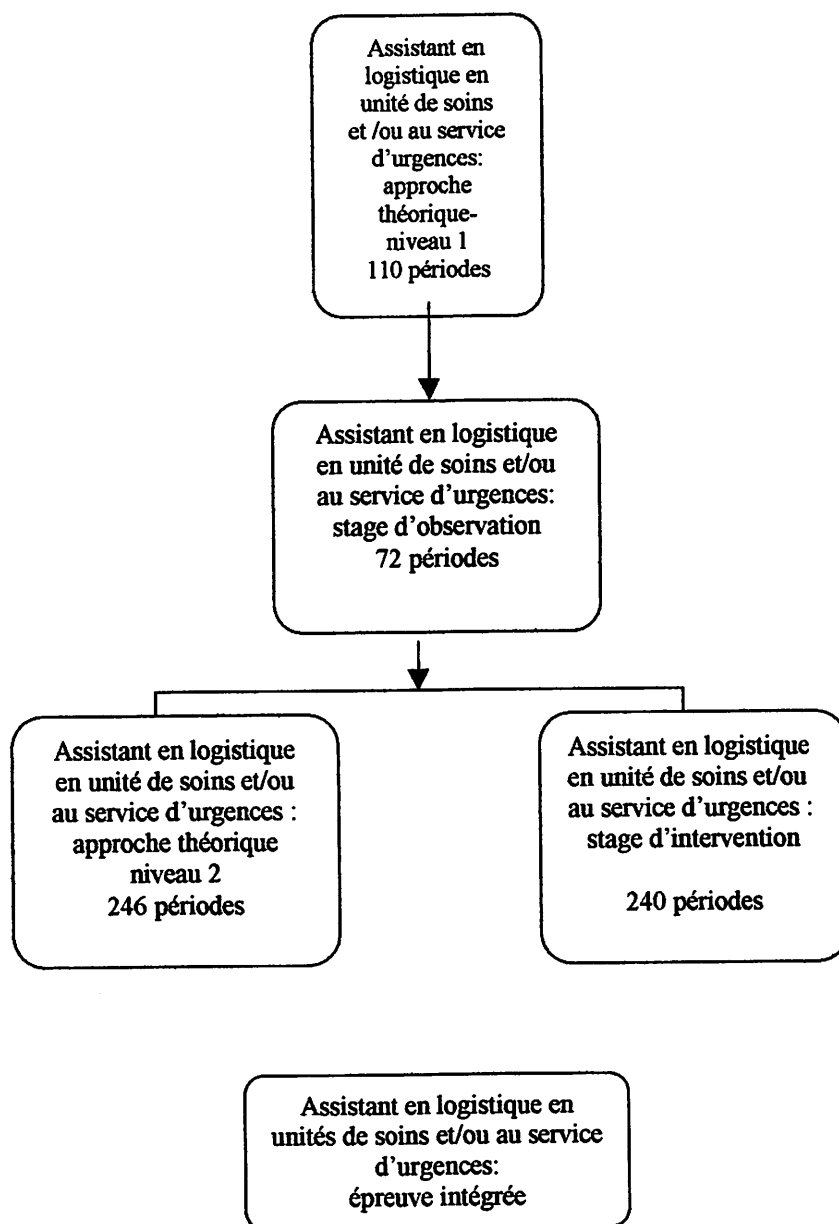 Assistant en
logistique en
unité de soins
et /ou au service
d'urgences:
approche
théorique-
niveau 1
110 périodes
Assistant en logistique
en unité de soins et/ou
au service d'urgences:
stage d'observation
72 périodes
Assistant en logistique
en unité de soins et/ou
au service d'urgences :
approche théorique
niveau 2
246 périodes
Assistant en logistique
en unité de soins et/ou
au service d'urgences :
stage d'intervention
240 périodes
Assistant en logistique en
unités de soins et/ou au service
d'urgences:
épreuve intégrée